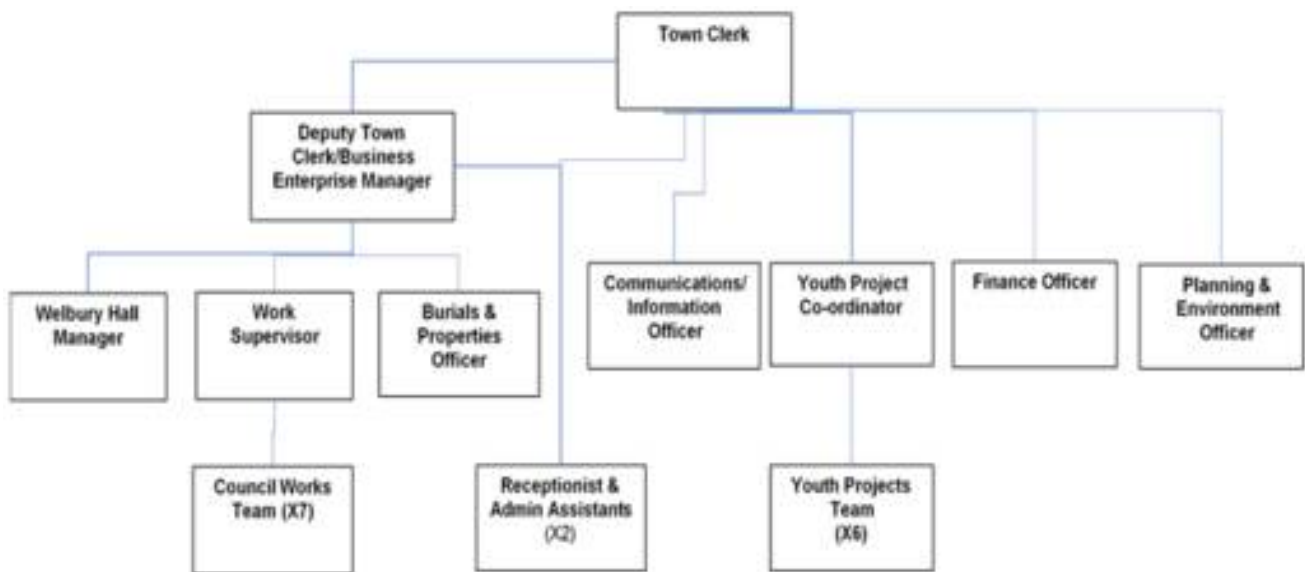 Town Clerk
Deputy Town
Clerk/Business
Enterprise Manager
Welbury Hall
Manager
Work
Supervisor
Burials &
Properties
Officer
Communications/
Information
Officer
Youth Project
Co-ordinator
Finance Officer
Planning &
Environment
Officer
Council Works
Team (X7)
Receptionist &
Admin Assistants
(X2)
Youth Projects
Team
(X6)